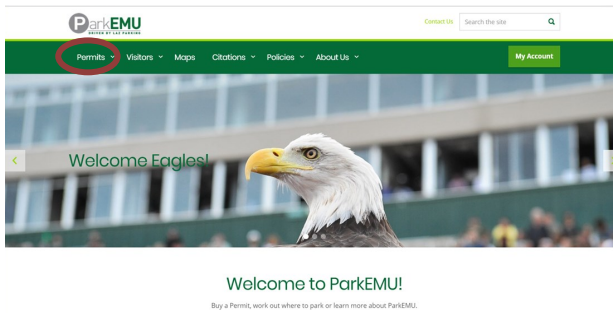 ParkEMU
DRIVEN BY LAZ PARKING
Contact Us
Search the site
Permits Visitors Maps Citations Policies About Us
My Account
Welcome Eagles!
Welcome to ParkEMU!
Buy a Permit, work out where to park or learn more about ParkEMU.